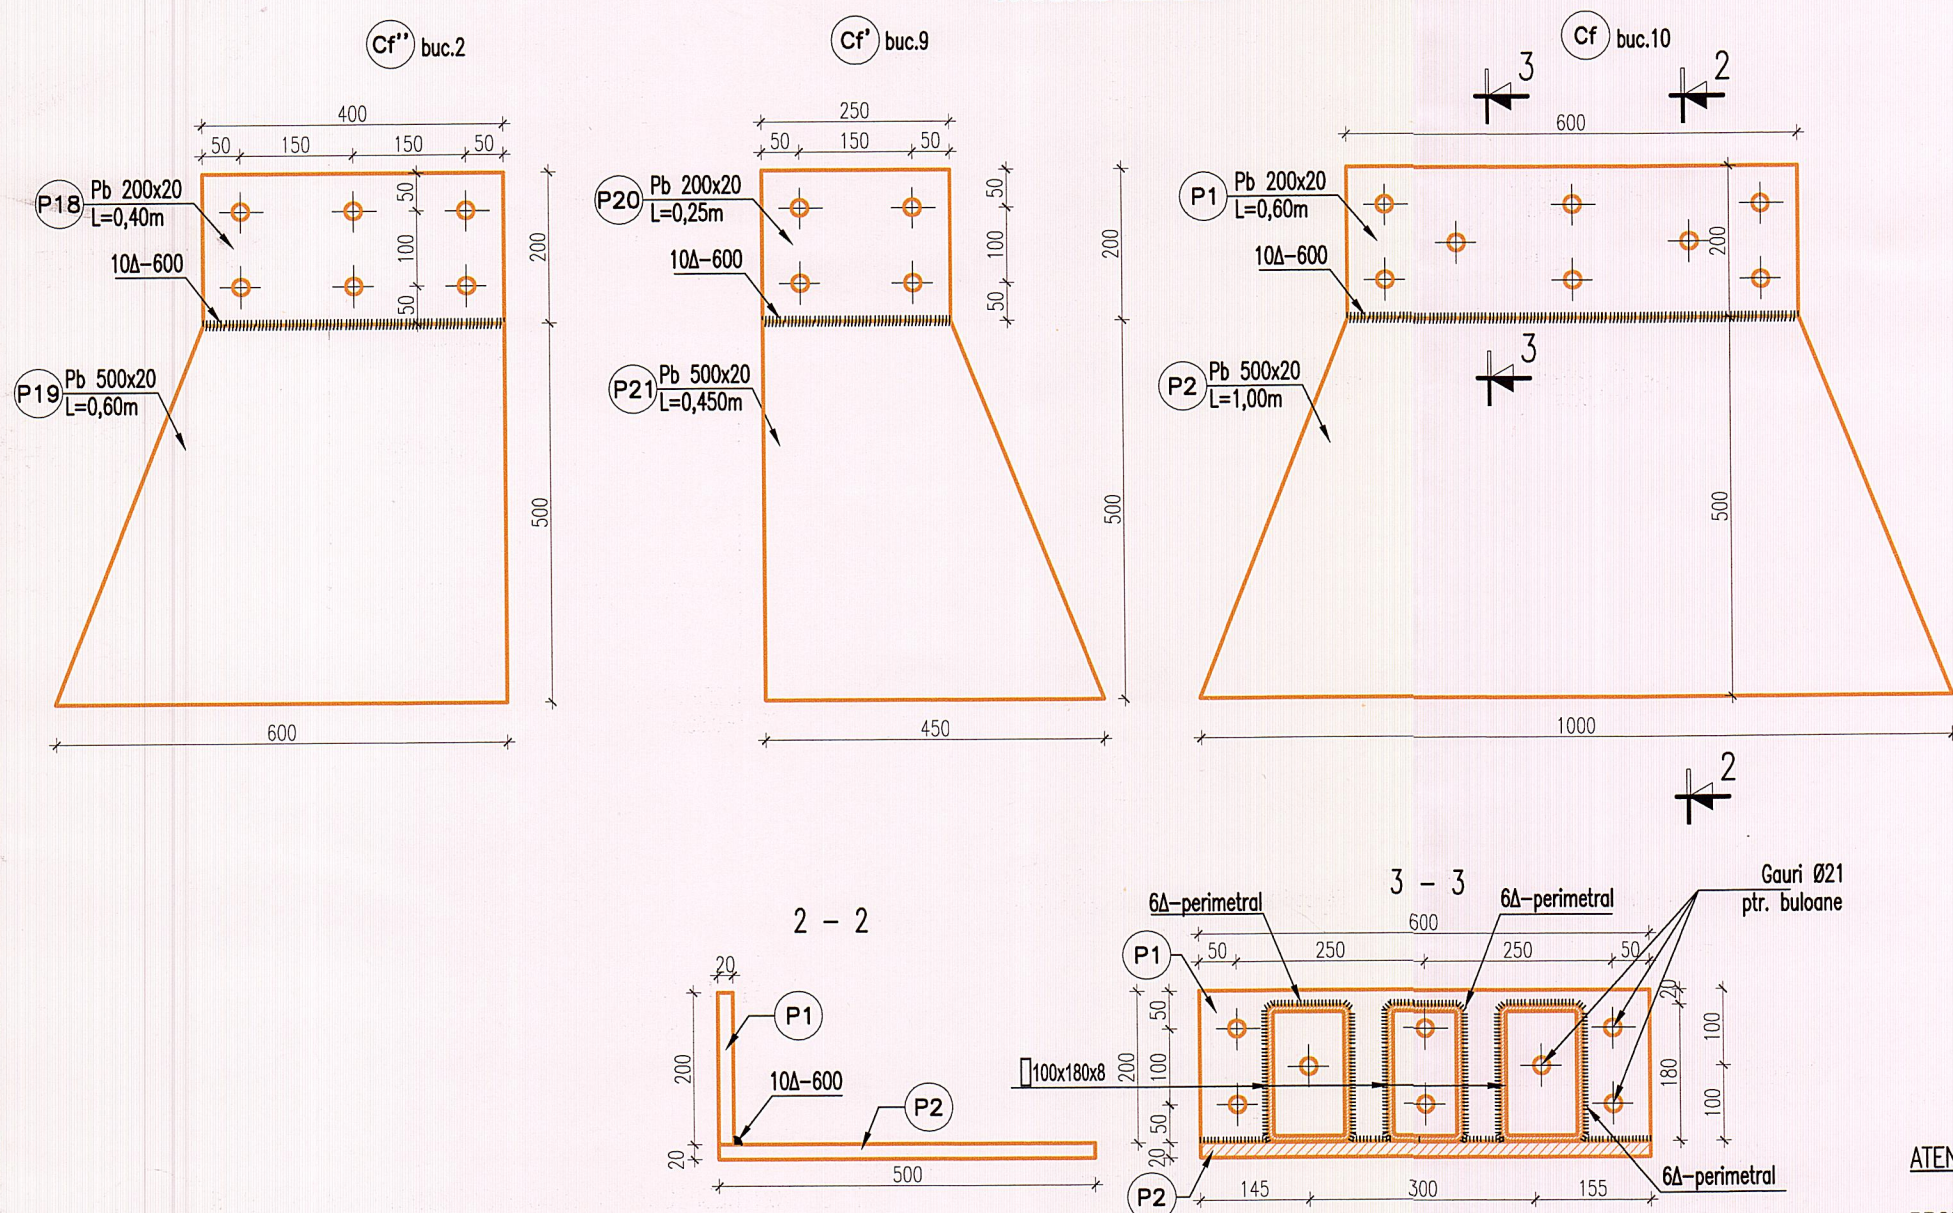 Cf'' buc.2
400
50 150 150 50
P18 Pb 200x20
L=0,40m
10Δ-600
50
100
50
200
P19 Pb 500x20
L=0,60m
500
600
Cf' buc.9
250
50 150 50
P20 Pb 200x20
L=0,25m
10Δ-600
50
100
50
200
P21 Pb 500x20
L=0,450m
500
450
Cf buc.10
3 2
600
P1 Pb 200x20
L=0,60m
10Δ-600
200
3
P2 Pb 500x20
L=1,00m
500
1000
2
2 - 2
20
P1
200
10Δ-600
P2
20
500
3 - 3
6Δ-perimetral
6Δ-perimetral
Gauri Ø21
ptr. buloane
600
50 250 250 50
P1
20
50
100
50
200
20
100
180
100
100x180x8
P2
6Δ-perimetral
145 300 155
ATEN